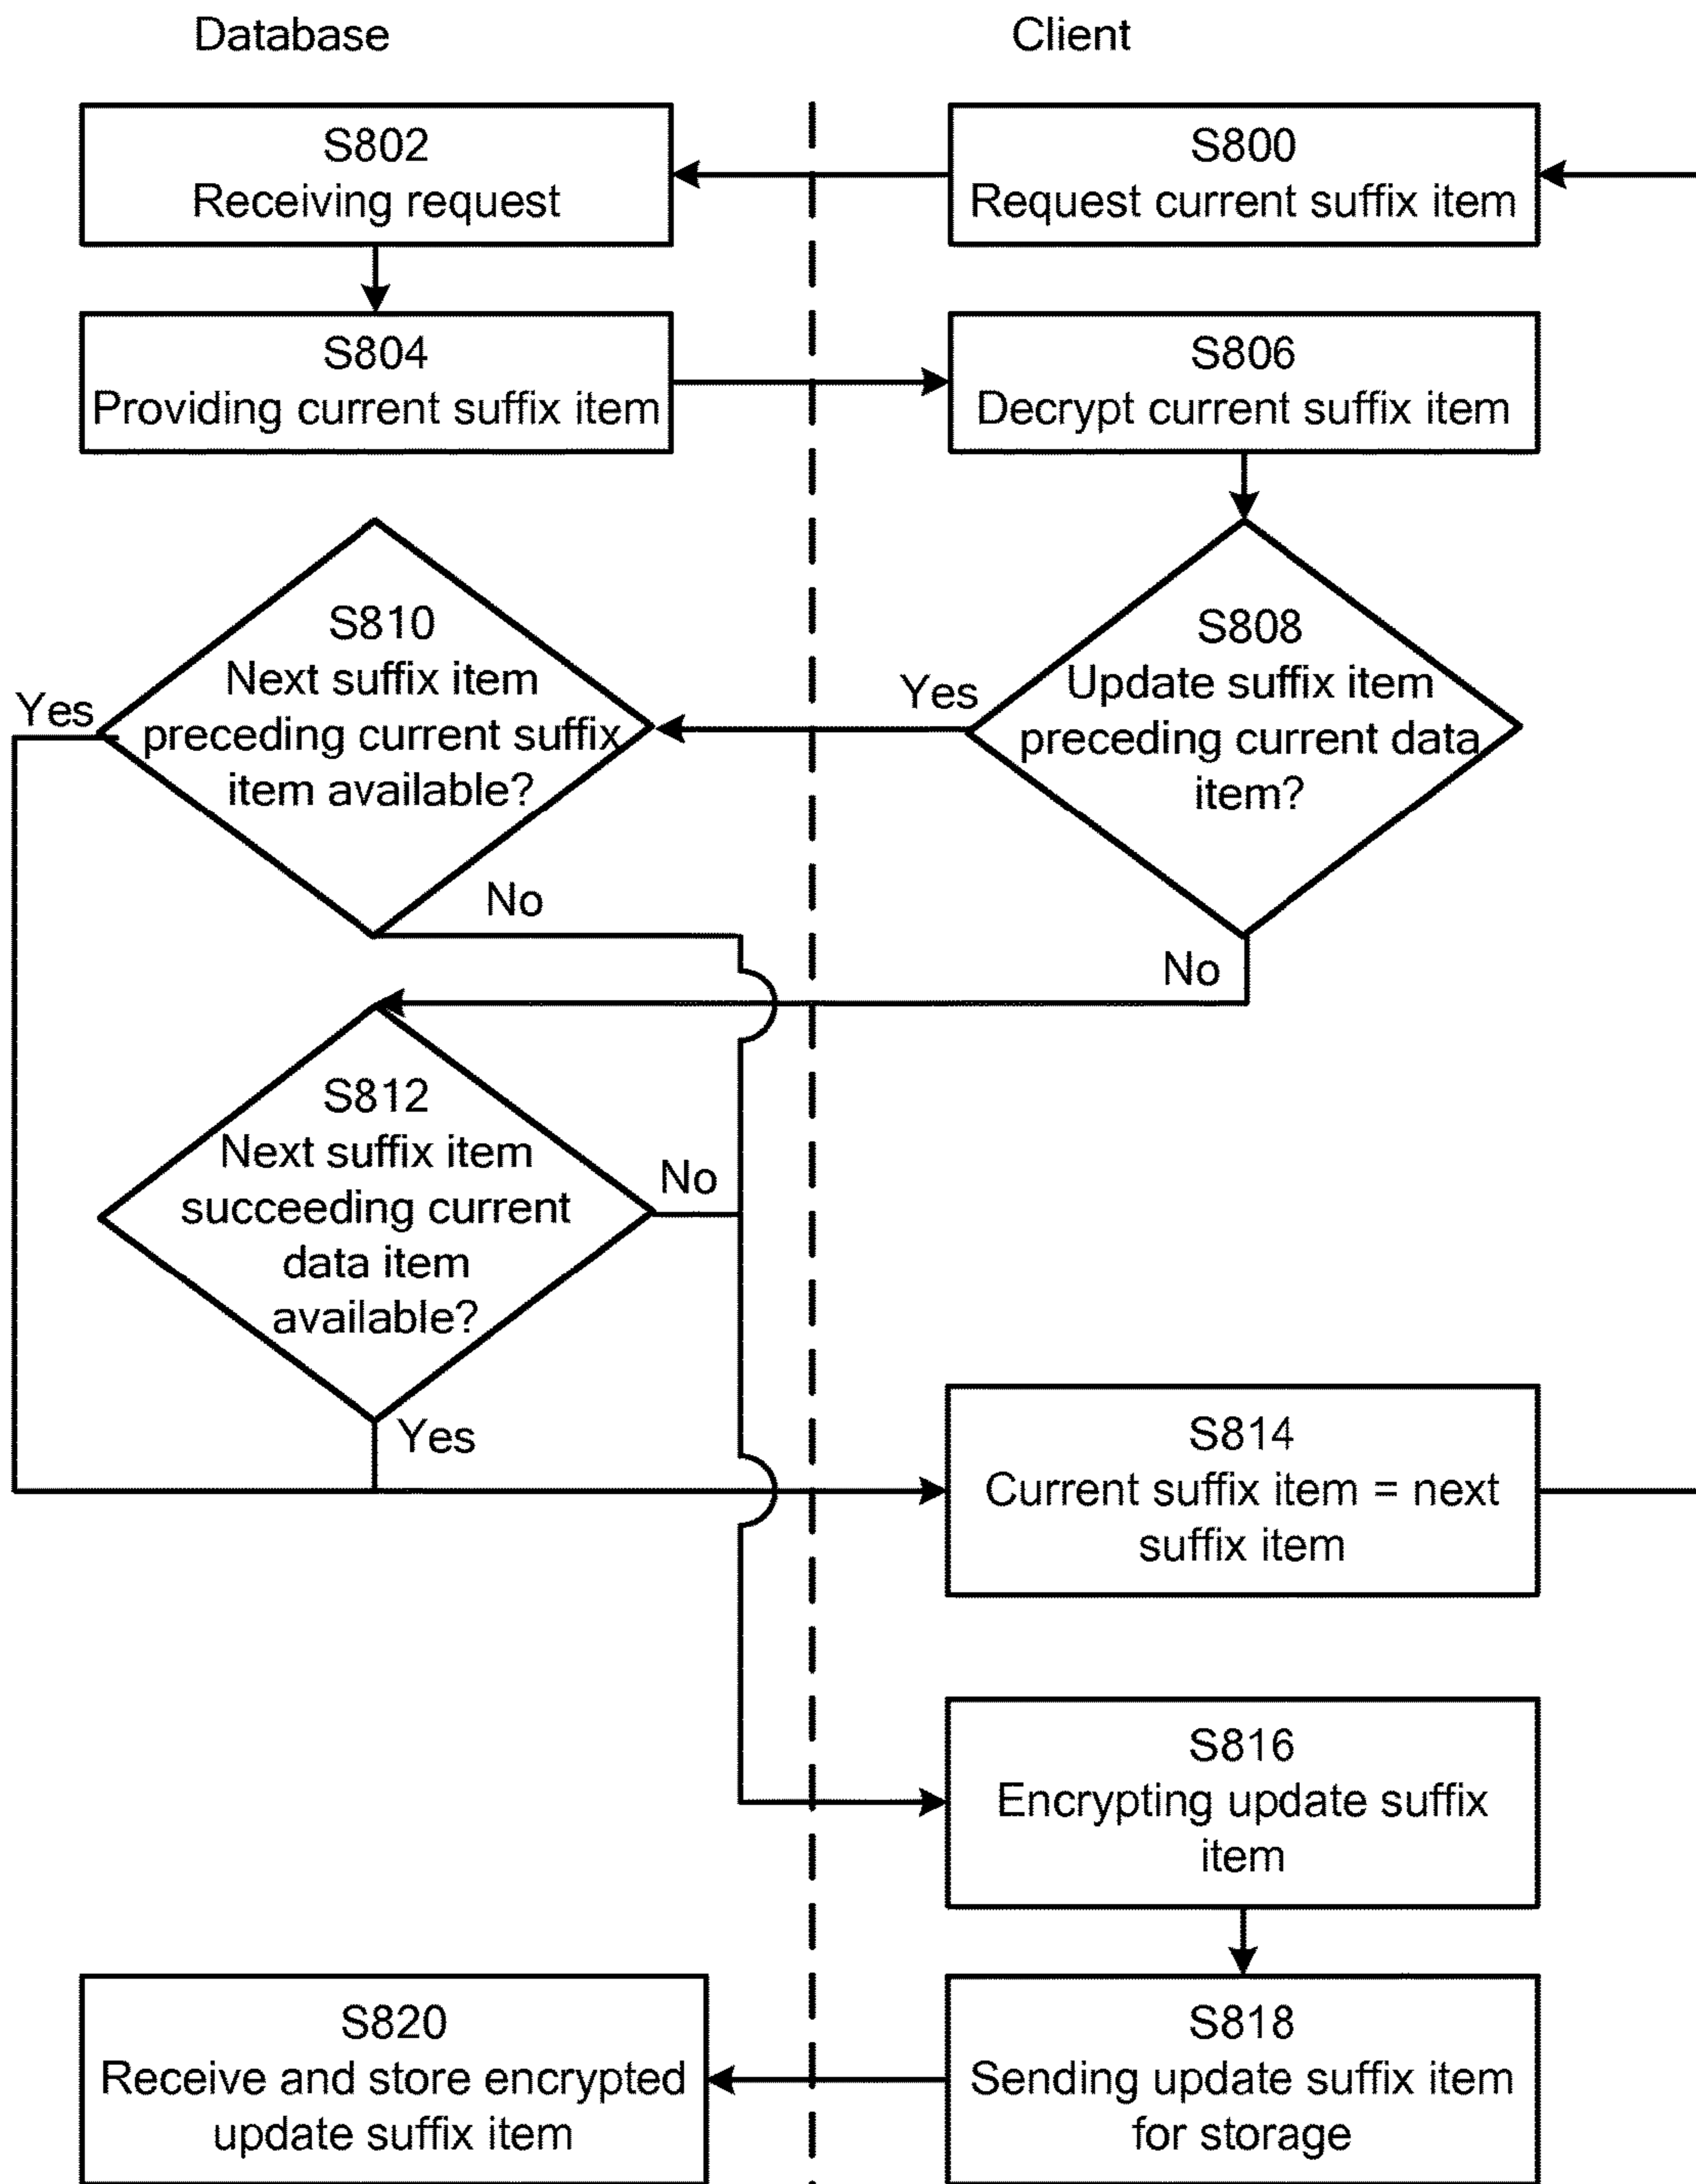 Database
Client
S802
Receiving request
S800
Request current suffix item
S804
Providing current suffix item
S806
Decrypt current suffix item
S810
Next suffix item
preceding current suffix
item available?
Yes
No
S808
Update suffix item
preceding current data
item?
Yes
No
S812
Next suffix item
succeeding current
data item
available?
No
Yes
S814
Current suffix item = next
suffix item
S816
Encrypting update suffix
item
S820
Receive and store encrypted
update suffix item
S818
Sending update suffix item
for storage